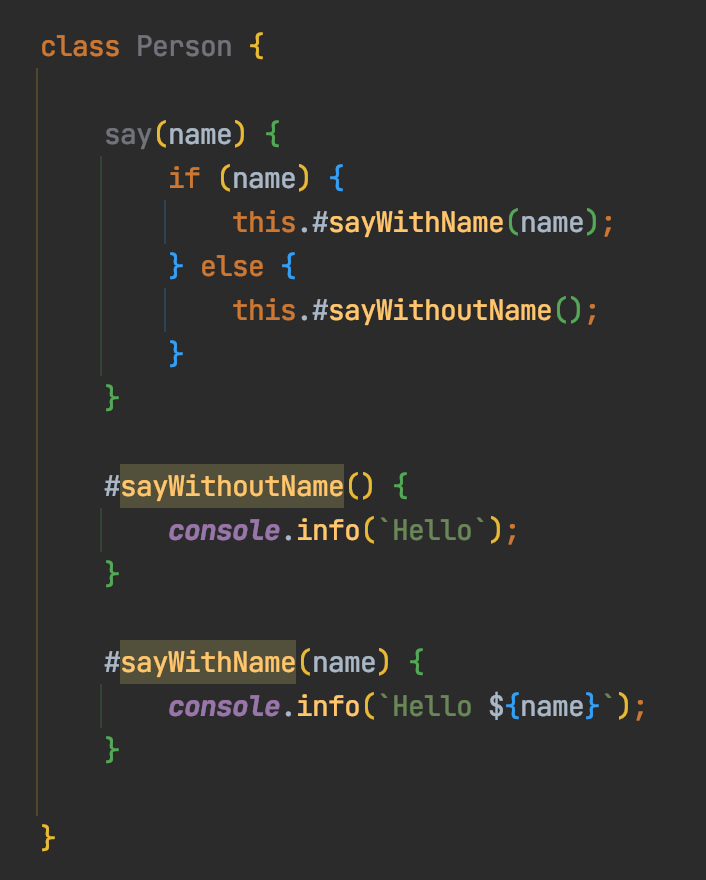 class Person {
say(name) {
if (name) {
this.#sayWithName(name);
} else {
this.#sayWithoutName();
}
}
#sayWithoutName() {
console.info(`Hello`);
}
#sayWithName(name) {
console.info(`Hello ${name}`);
}
}